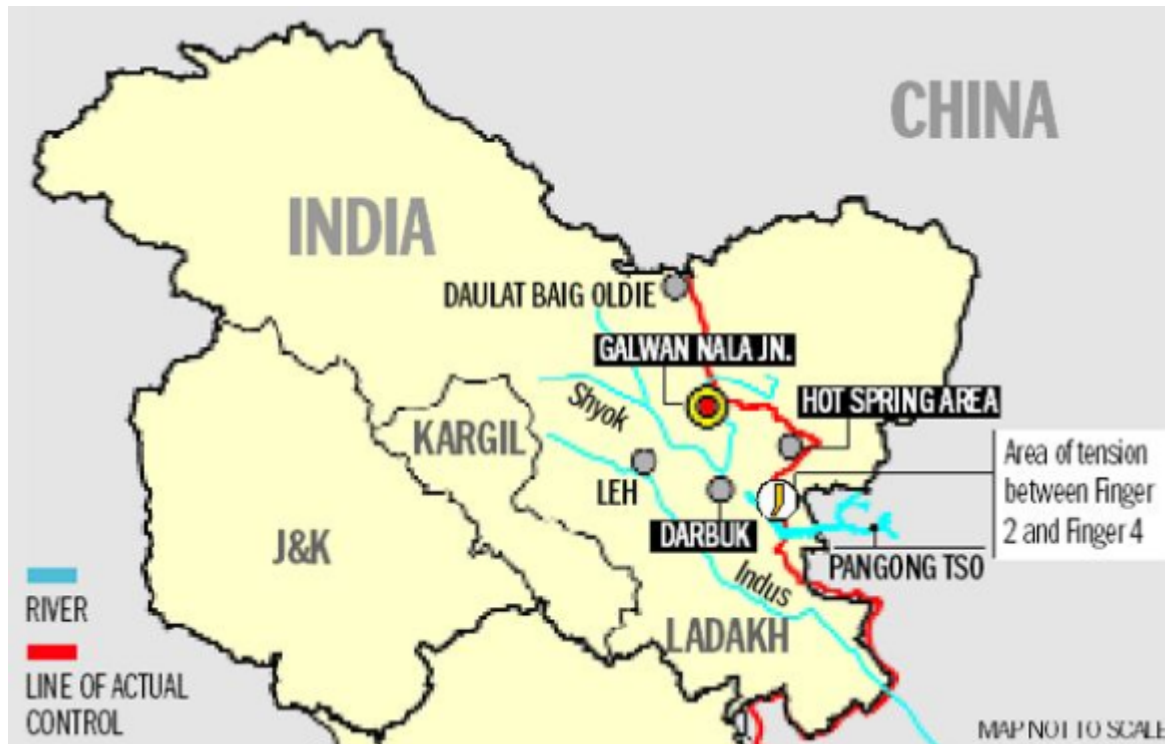 CHINA
INDIA
DAULAT BAIG OLDIE
GALWAN NALA JN.
HOT SPRING AREA
Shyok
KARGIL
LEH
Area of tension
between Finger
2 and Finger 4
DARBUK
J&K
PANGONG TSO
Indus
LADAKH
RIVER
LINE OF ACTUAL
CONTROL
MAP NOT TO SCALE